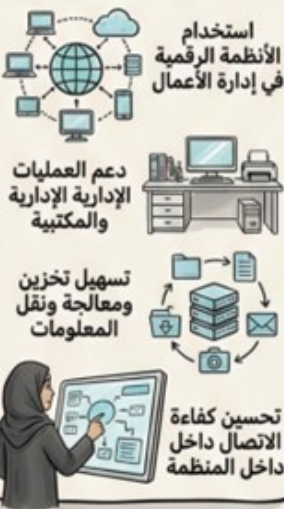 استخدام
الأنظمة الرقمية
في إدارة الأعمال
دعم العمليات
الإدارية الإدارية
والمكتبية
تسهيل تخزين
ومعالجة ونقل
المعلومات
تحسين كفاءة
الاتصال داخل
داخل المنظمة